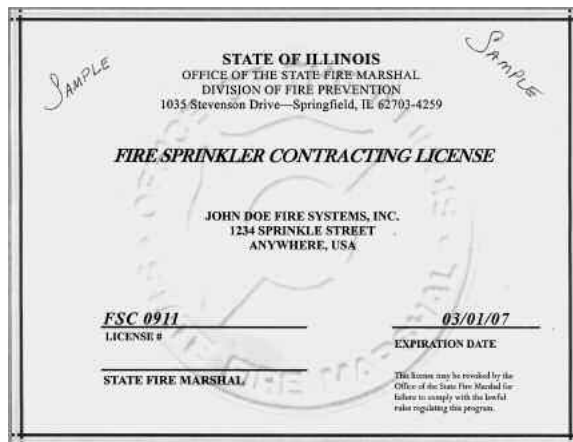 SAMPLE
SAMPLE
STATE OF ILLINOIS
OFFICE OF THE STATE FIRE MARSHAL
DIVISION OF FIRE PREVENTION
1035 Stevenson Drive—Springfield, IL 62703-4259
FIRE SPRINKLER CONTRACTING LICENSE
JOHN DOE FIRE SYSTEMS, INC.
1234 SPRINKLE STREET
ANYWHERE, USA
FSC 0911
LICENSE #
03/01/07
EXPIRATION DATE
STATE FIRE MARSHAL
This license may be revoked by the
Office of the State Fire Marshal for
failure to comply with the lawful
rules regulating this program.
STATE FIRE MARSHAL